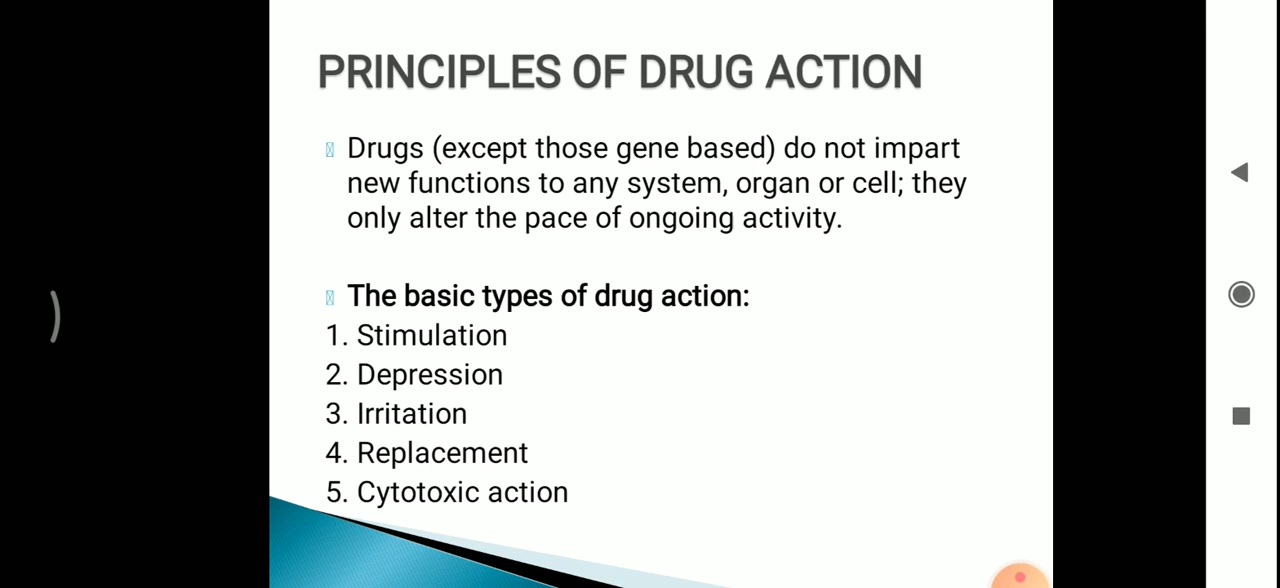 PRINCIPLES OF DRUG ACTION
Drugs (except those gene based) do not impart
new functions to any system, organ or cell; they
only alter the pace of ongoing activity.
The basic types of drug action:
1. Stimulation
2. Depression
3. Irritation
4. Replacement
5. Cytotoxic action